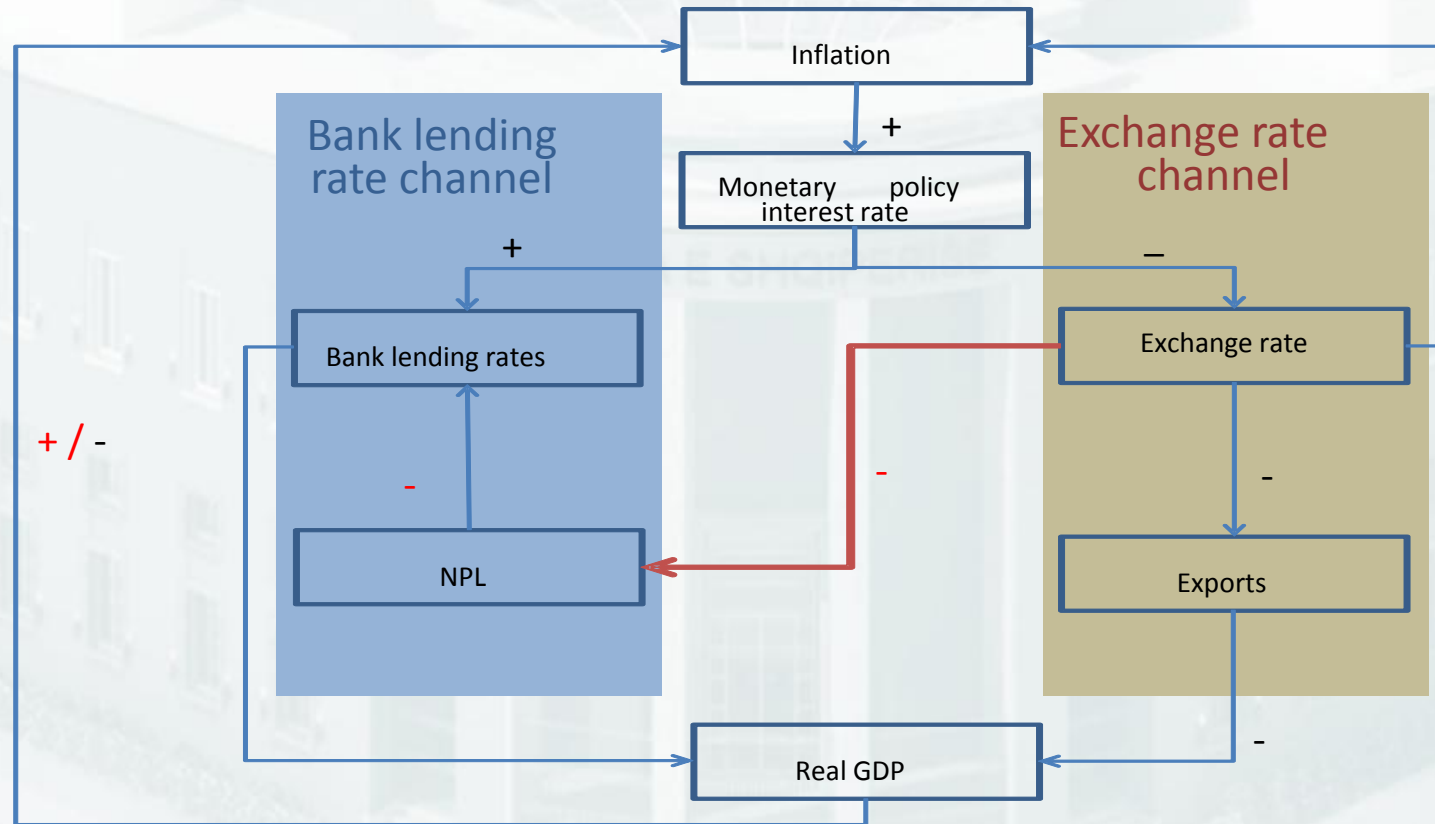 Inflation
+
Bank lending
rate channel
Exchange rate
channel
Monetary policy
interest rate
+
–
E SHQIPERISE
Bank lending rates
Exchange rate
+ / -
-
-
-
NPL
Exports
-
Real GDP